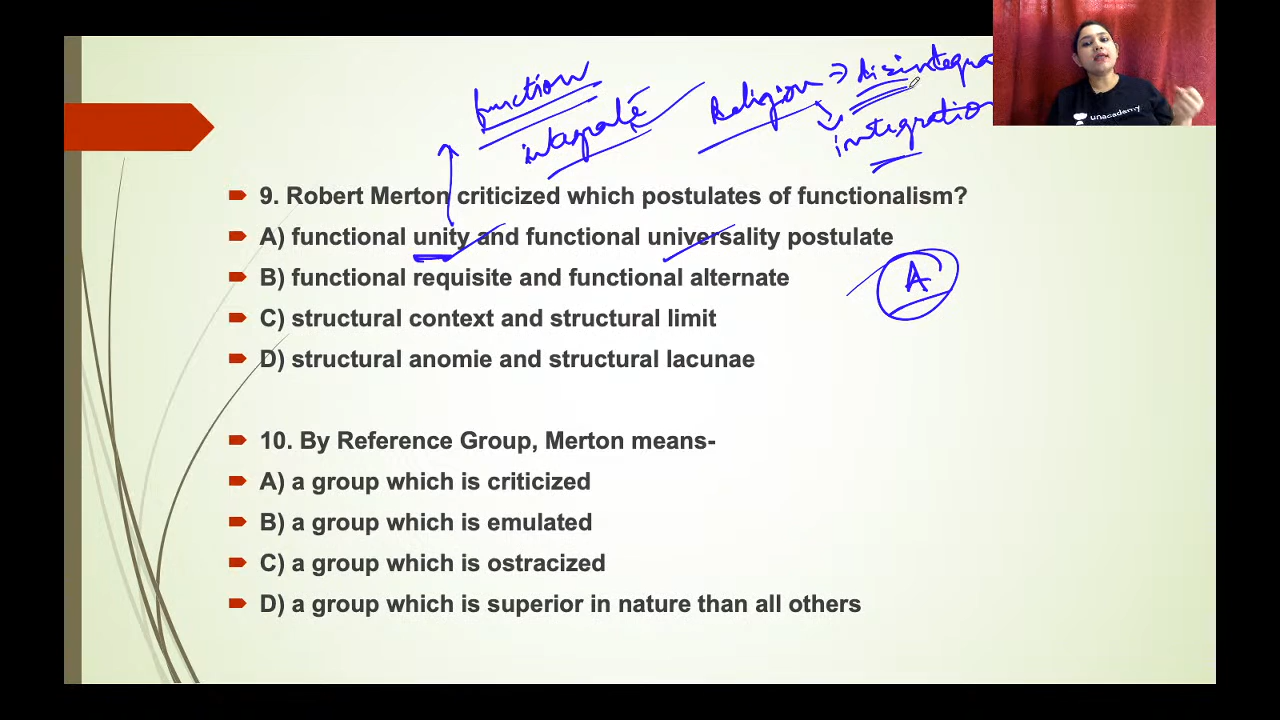 function
integrate
Religion → disintegra
integration
9. Robert Merton criticized which postulates of functionalism?
A) functional unity and functional universality postulate
B) functional requisite and functional alternate
C) structural context and structural limit
D) structural anomie and structural lacunae
A
10. By Reference Group, Merton means-
A) a group which is criticized
B) a group which is emulated
C) a group which is ostracized
D) a group which is superior in nature than all others
unacademy